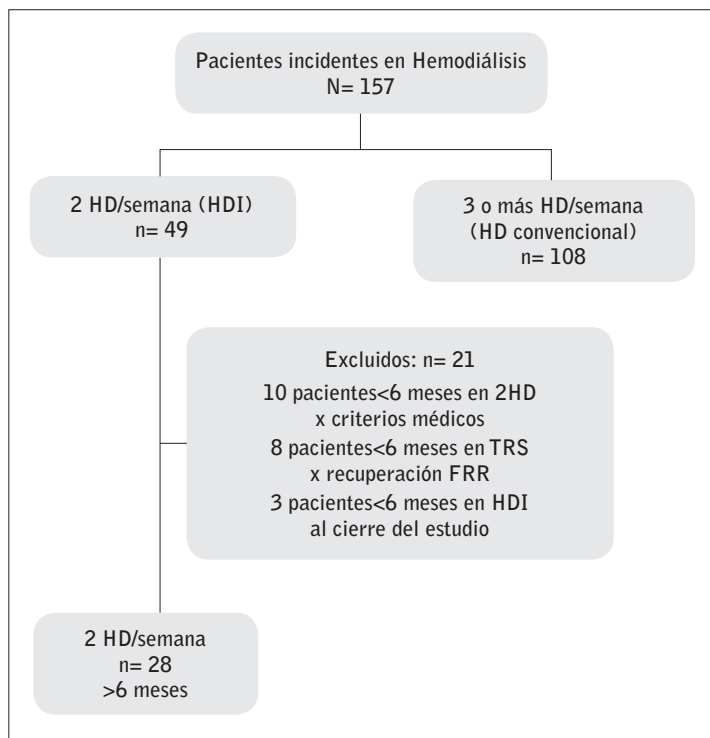 Pacientes incidentes en Hemodiálisis
N= 157
2 HD/semana (HDI)
n= 49
3 o más HD/semana
(HD convencional)
n= 108
Excluidos: n= 21
10 pacientes<6 meses en 2HD
x criterios médicos
8 pacientes<6 meses en TRS
x recuperación FRR
3 pacientes<6 meses en HDI
al cierre del estudio
2 HD/semana
n= 28
>6 meses